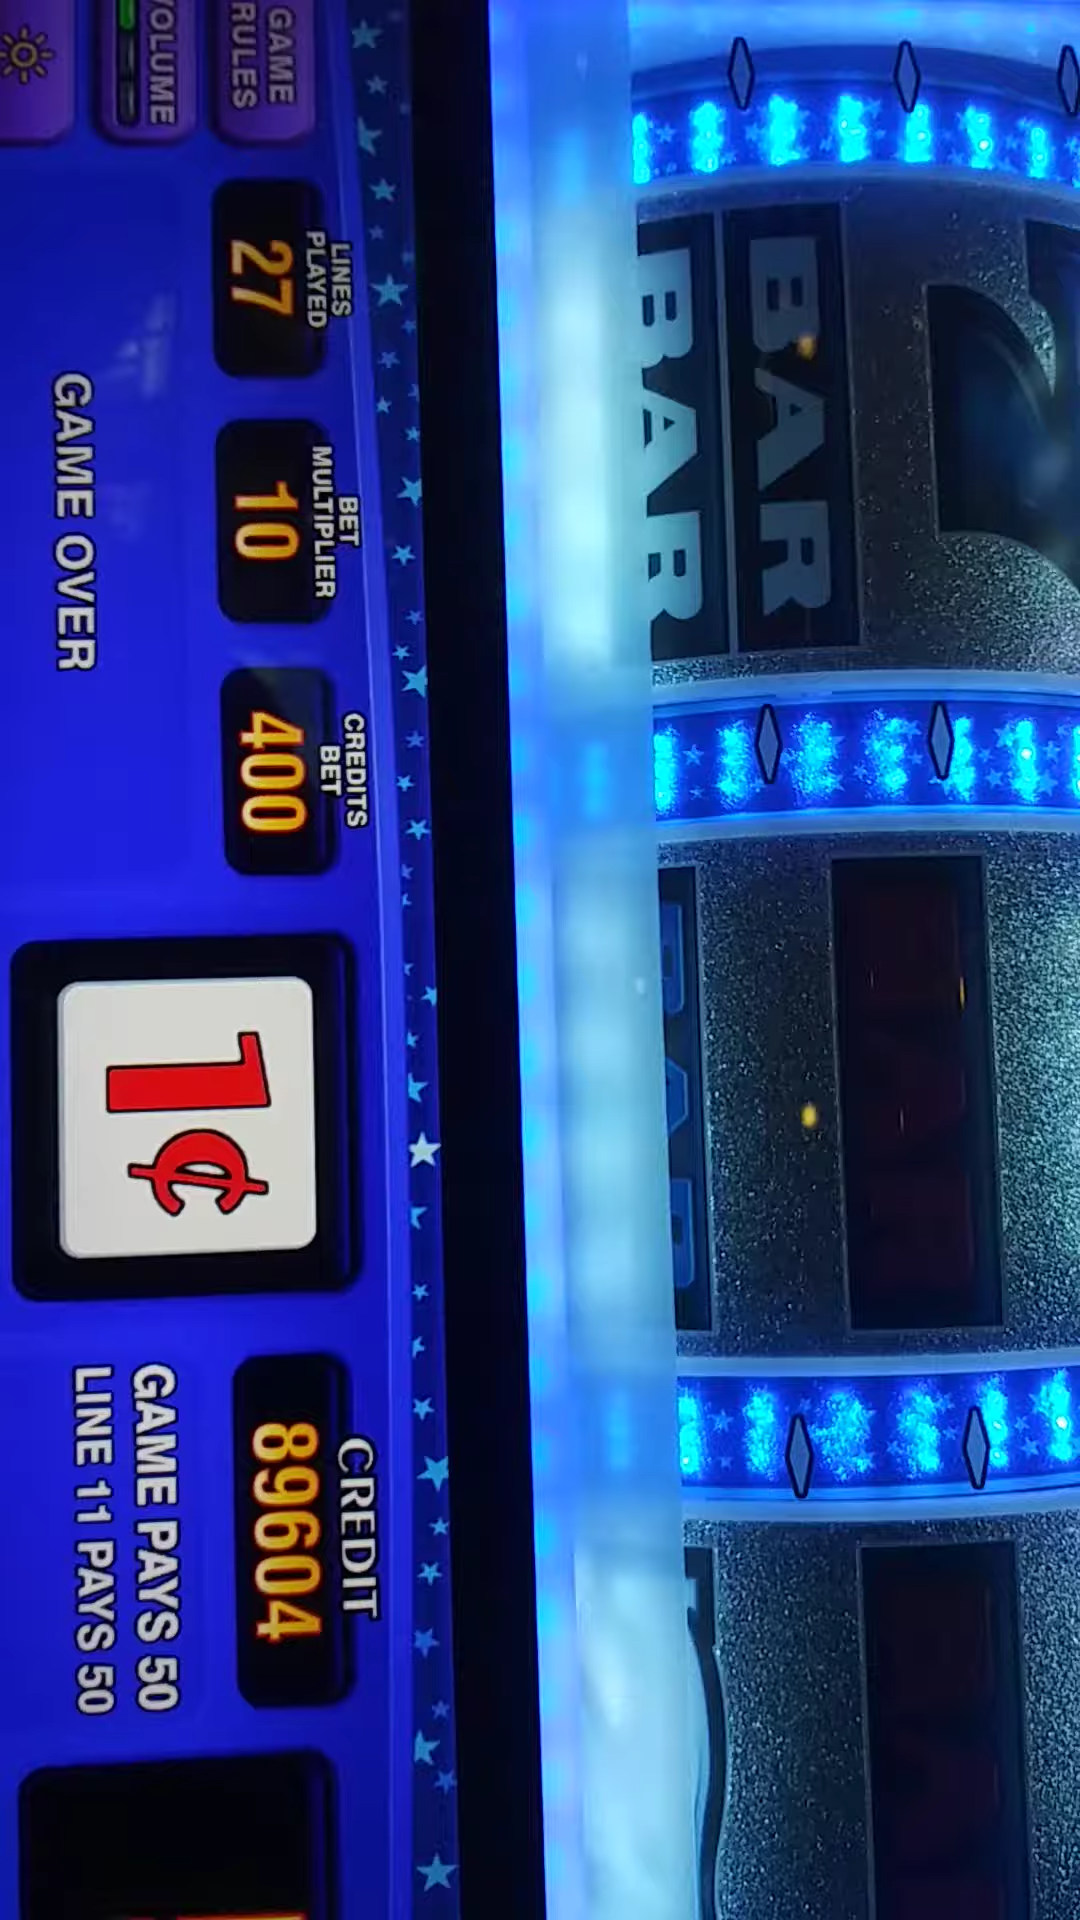 GAME
RULES
VOLUME
LINES
PLAYED
27
BET
MULTIPLIER
10
CREDITS
BET
400
1¢
CREDIT
89604
GAME OVER
GAME PAYS 50
LINE 11 PAYS 50
BAR
BAR
BAR